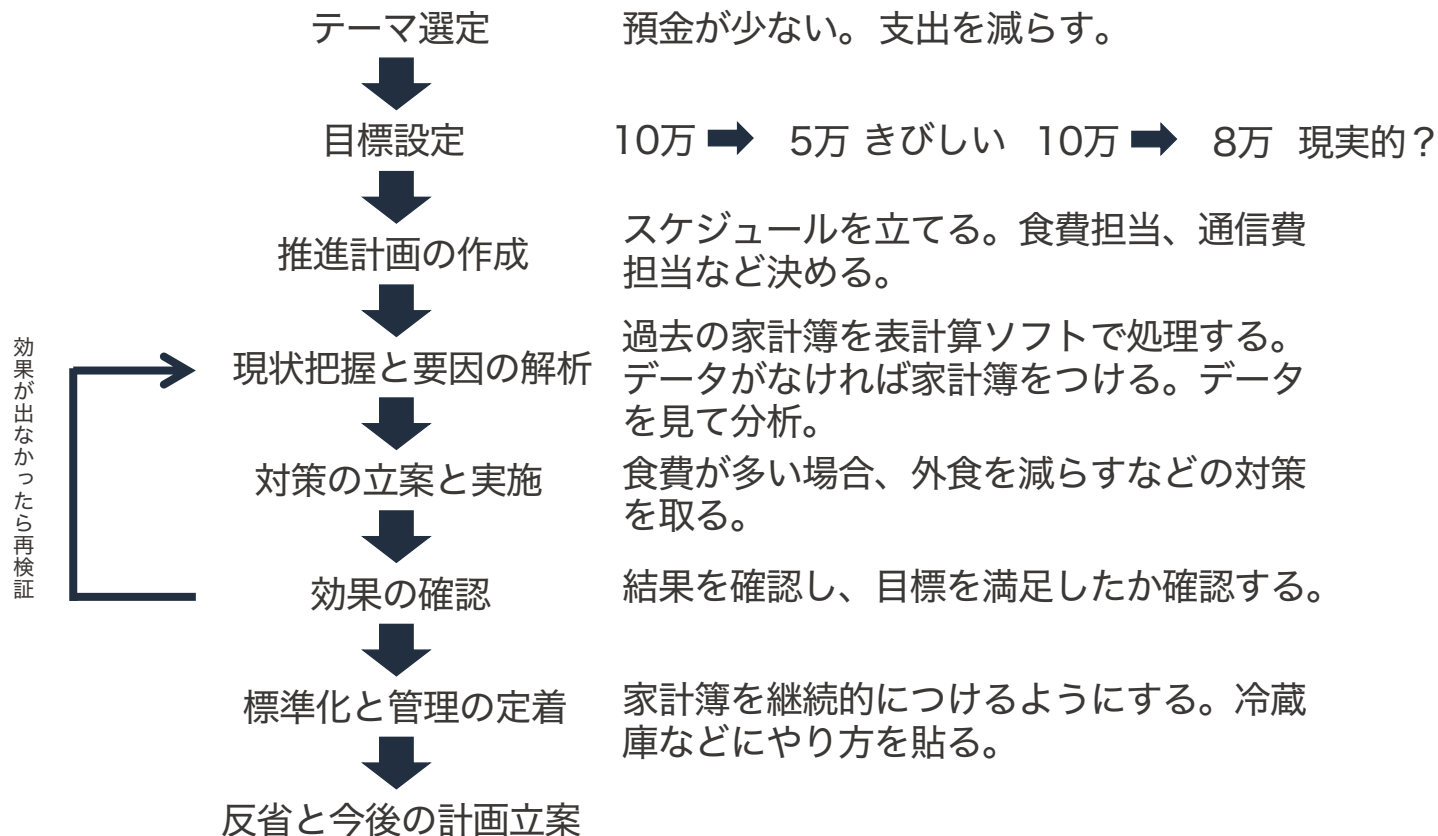 テーマ選定
預金が少ない。支出を減らす。
目標設定
10万 ➡ 5万 きびしい 10万 ➡ 8万 現実的？
推進計画の作成
スケジュールを立てる。食費担当、通信費
担当など決める。
効果が出なかったら再検証
現状把握と要因の解析
過去の家計簿を表計算ソフトで処理する。
データがなければ家計簿をつける。データ
を見て分析。
対策の立案と実施
食費が多い場合、外食を減らすなどの対策
を取る。
効果の確認
結果を確認し、目標を満足したか確認する。
標準化と管理の定着
家計簿を継続的につけるようにする。冷蔵
庫などにやり方を貼る。
反省と今後の計画立案